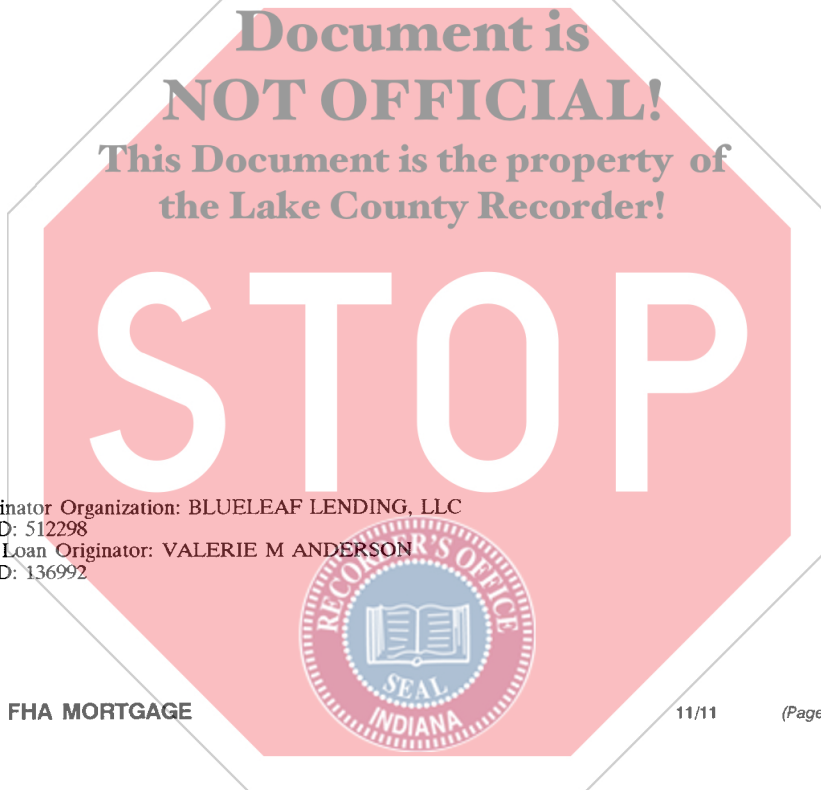 Document is
NOT OFFICIAL!
This Document is the property of
the Lake County Recorder!
STOP
inator Organization: BLUELEAF LENDING, LLC
D: 512298
Loan Originator: VALERIE M ANDERSON
D: 136992
RECORDER'S OFFICE
SEAL
INDIANA
FHA MORTGAGE 11/11 (Page